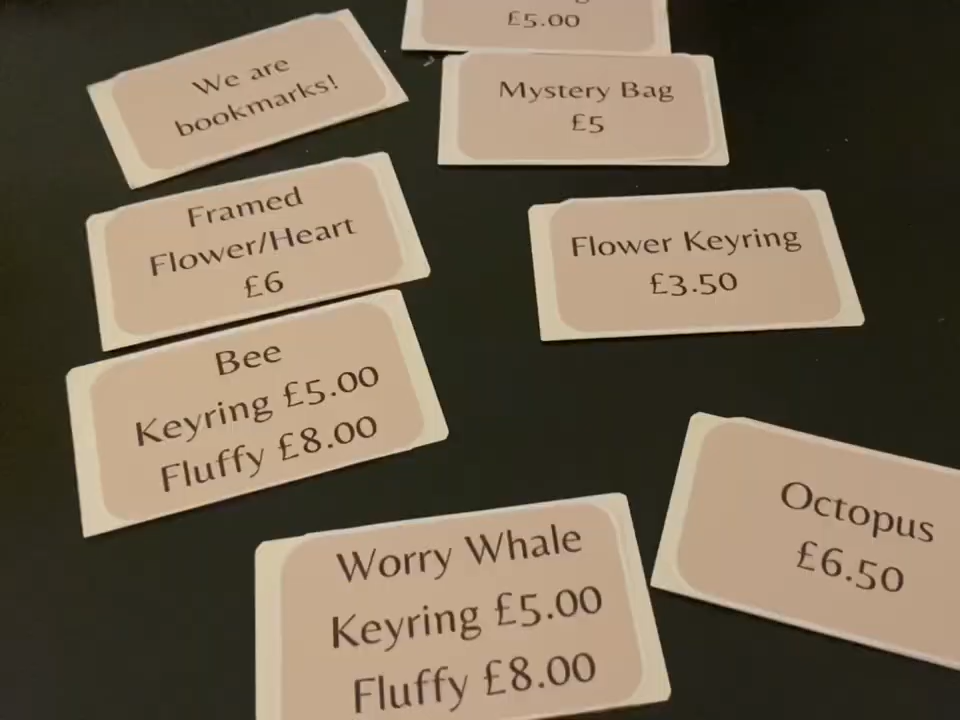 £5.00
We are
bookmarks!
Mystery Bag
£5
Framed
Flower/Heart
£6
Flower Keyring
£3.50
Bee
Keyring £5.00
Fluffy £8.00
Octopus
£6.50
Worry Whale
Keyring £5.00
Fluffy £8.00